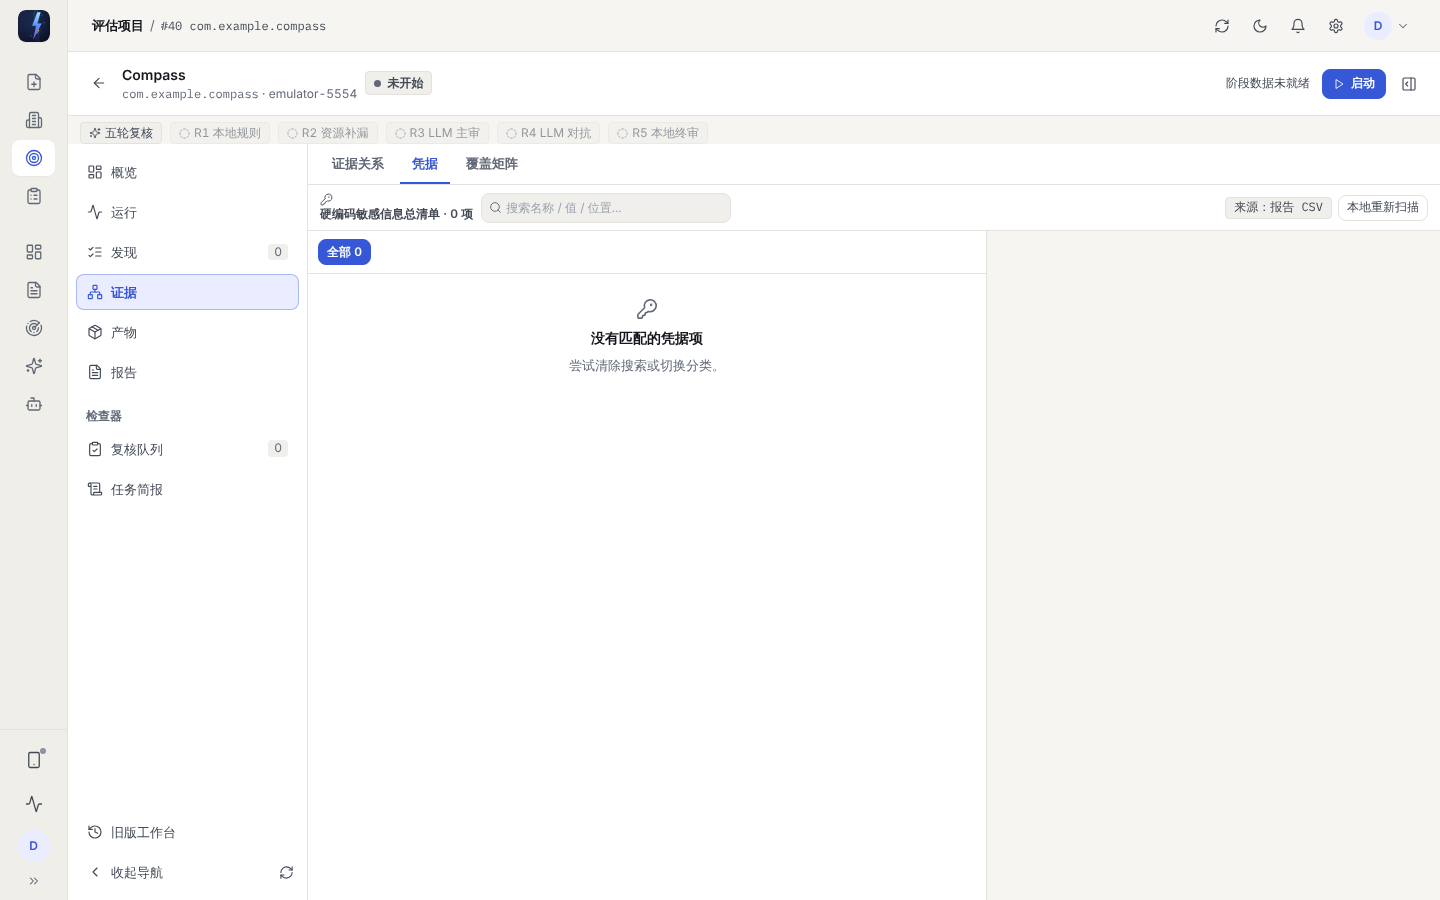 评估项目 / #40 com.example.compass
D
Compass
com.example.compass · emulator-5554
未开始
阶段数据未就绪
启动
五轮复核
R1 本地规则
R2 资源补漏
R3 LLM 主审
R4 LLM 对抗
R5 本地终审
概览
运行
发现 0
证据
产物
报告
检查器
复核队列 0
任务简报
旧版工作台
收起导航
证据关系
凭据
覆盖矩阵
硬编码敏感信息总清单 · 0 项
搜索名称 / 值 / 位置...
来源：报告 CSV
本地重新扫描
全部 0
没有匹配的凭据项
尝试清除搜索或切换分类。
D